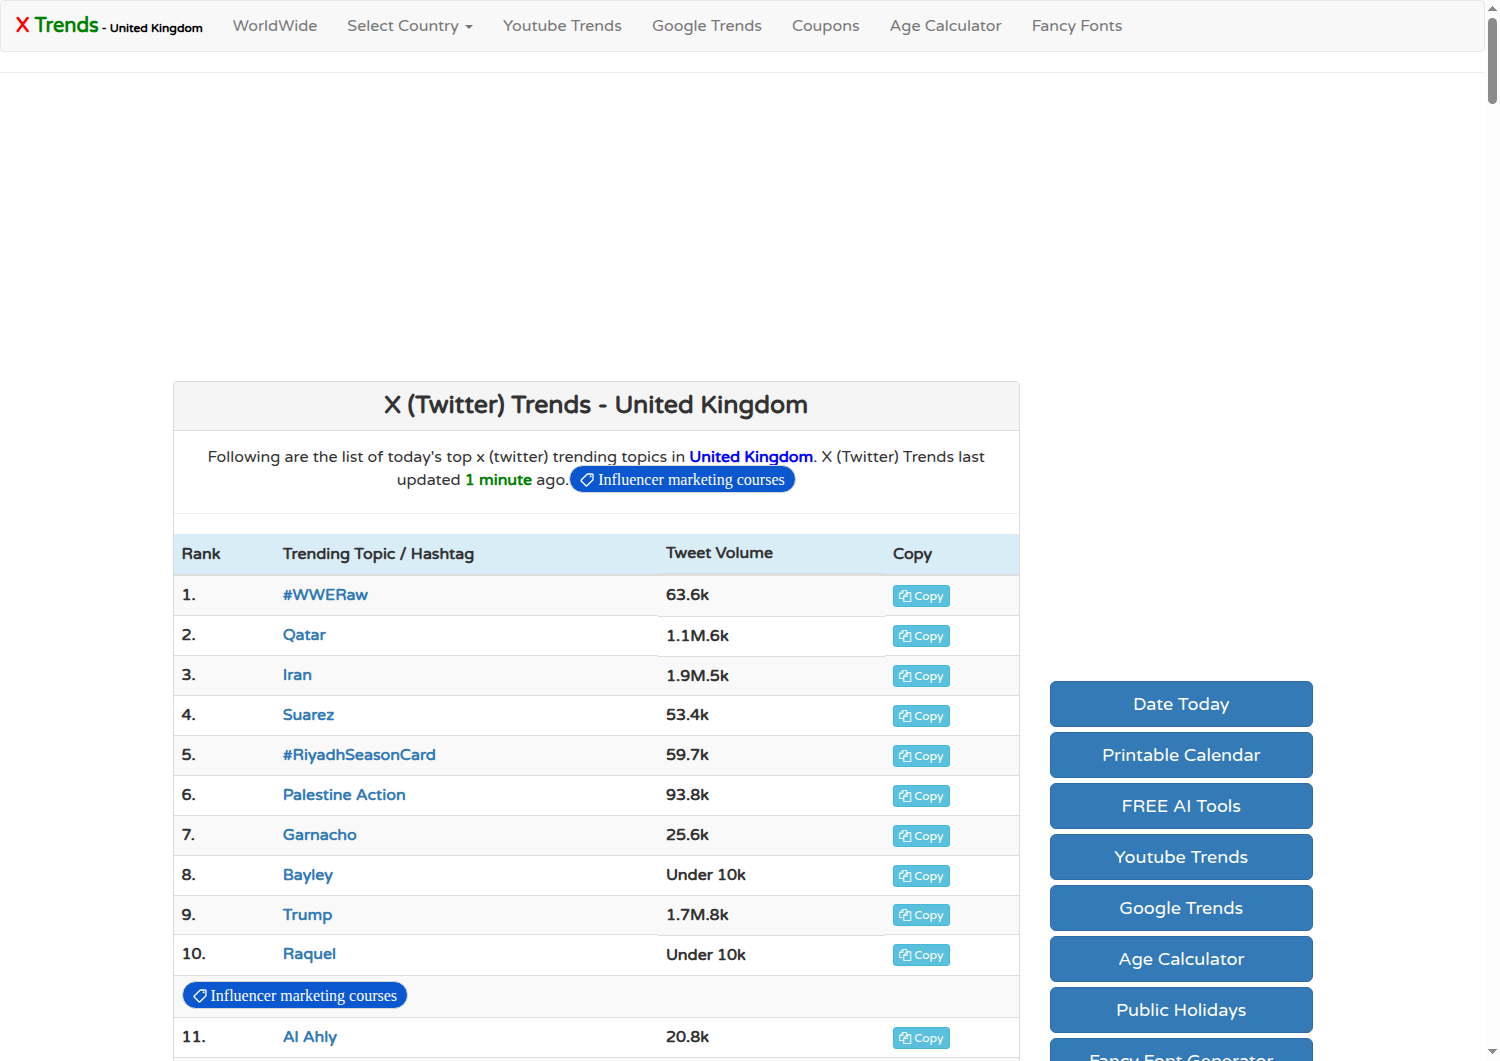 X Trends - United Kingdom WorldWide Select Country Youtube Trends Google Trends Coupons Age Calculator Fancy Fonts
X (Twitter) Trends - United Kingdom
Following are the list of today's top x (twitter) trending topics in United Kingdom. X (Twitter) Trends last
updated 1 minute ago. Influencer marketing courses
Rank Trending Topic / Hashtag Tweet Volume Copy
1. #WWERaw 63.6k Copy
2. Qatar 1.1M.6k Copy
3. Iran 1.9M.5k Copy
4. Suarez 53.4k Copy
5. #RiyadhSeasonCard 59.7k Copy
6. Palestine Action 93.8k Copy
7. Garnacho 25.6k Copy
8. Bayley Under 10k Copy
9. Trump 1.7M.8k Copy
10. Raquel Under 10k Copy
Influencer marketing courses
11. Al Ahly 20.8k Copy
Date Today
Printable Calendar
FREE AI Tools
Youtube Trends
Google Trends
Age Calculator
Public Holidays
Fancy Font Generator